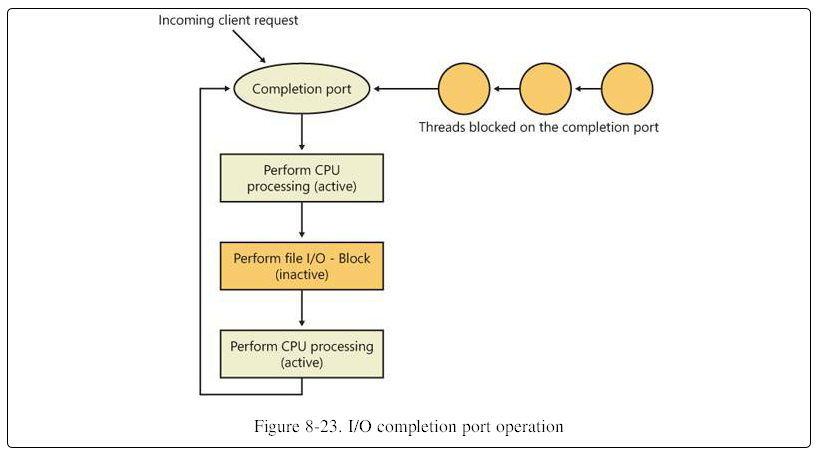 Incoming client request
Completion port
Threads blocked on the completion port
Perform CPU
processing (active)
Perform file I/O - Block
(inactive)
Perform CPU processing
(active)
Figure 8-23. I/O completion port operation